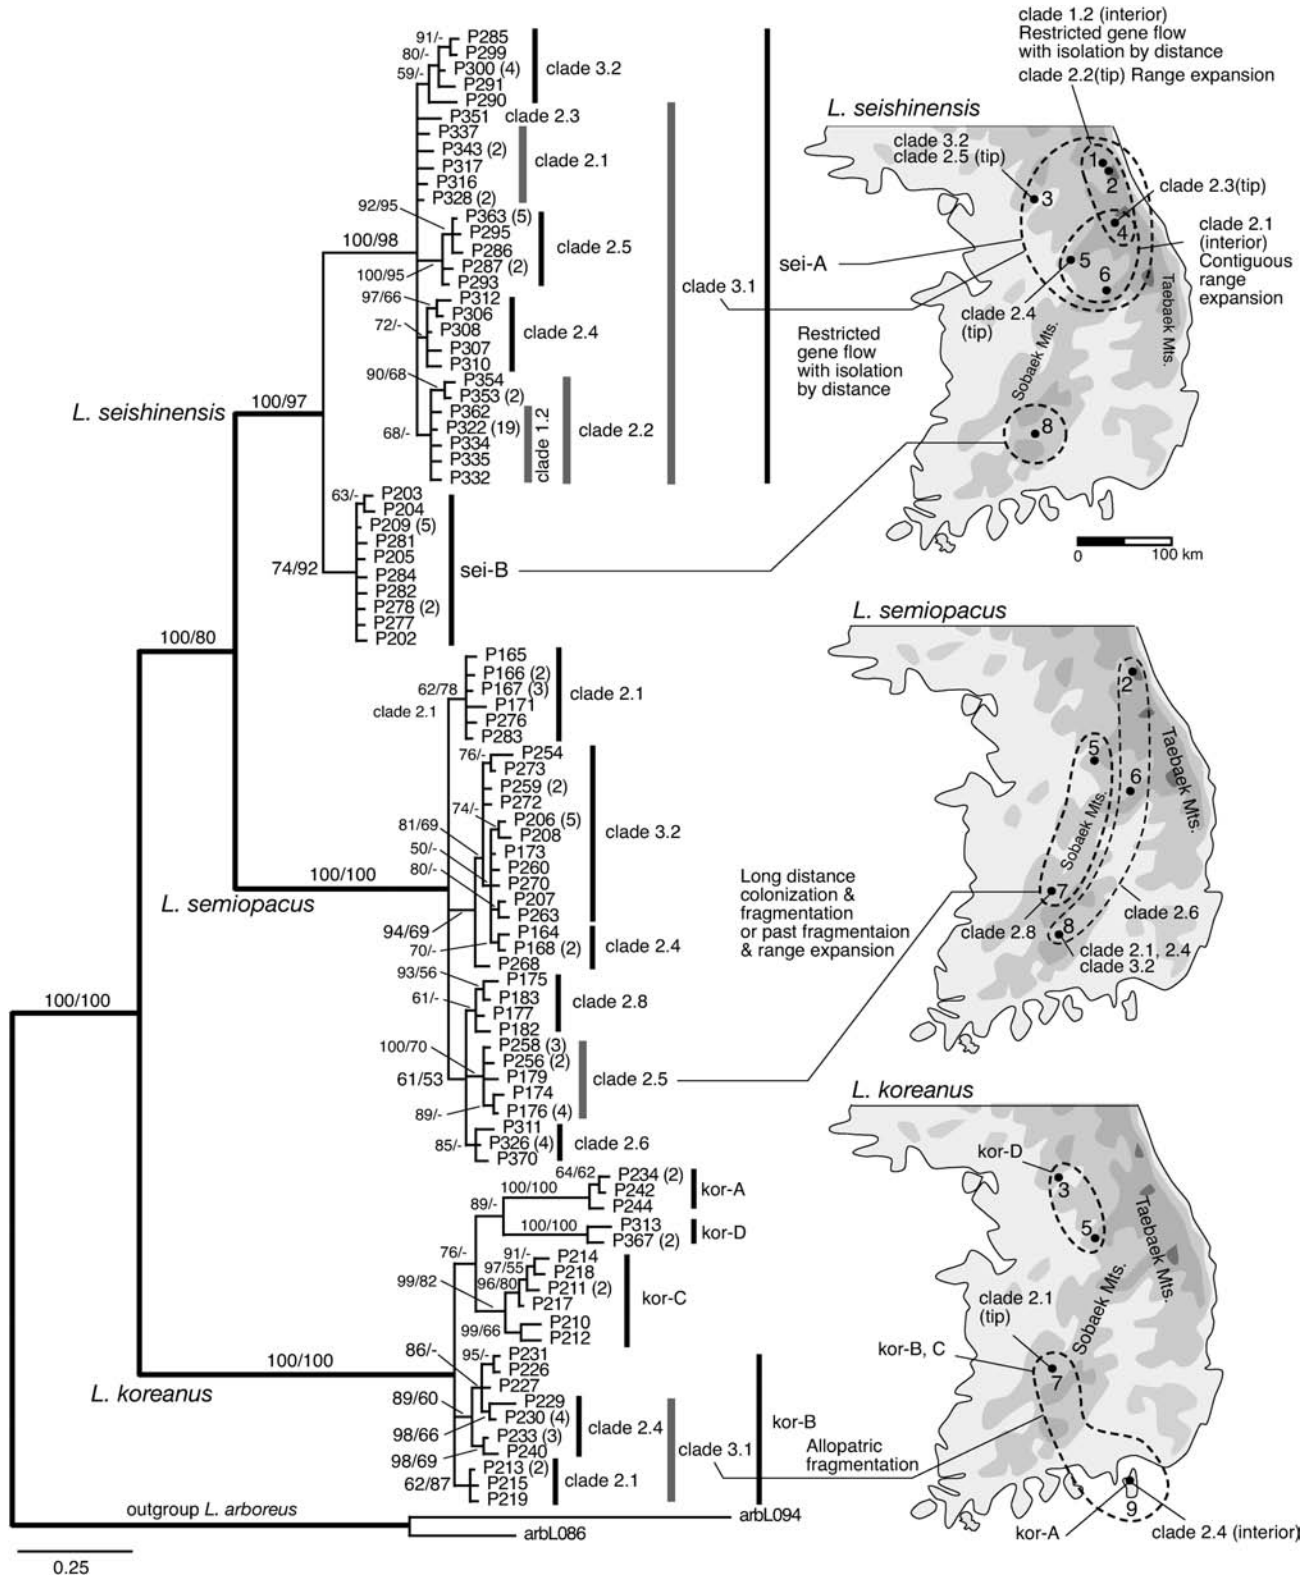 91/-
P285
80/-
P299
59/-
P300 (4)
clade 3.2
P291
P290
P351
clade 2.3
P337
P343 (2)
clade 2.1
P317
P316
P328 (2)
92/95
P363 (5)
P295
100/98
P286
clade 2.5
P287 (2)
100/95
P293
sei-A
97/66
P312
P306
clade 3.1
72/-
P308
clade 2.4
P307
P310
90/68
P354
P353 (2)
100/97
L. seishinensis
P362
P322 (19)
clade 1.2
clade 2.2
68/-
P334
P335
P332
63/-
P203
P204
P209 (5)
P281
P205
74/92
sei-B
P284
P282
P278 (2)
P277
P202
100/80
P165
P166 (2)
62/78
P167 (3)
clade 2.1
clade 2.1
P171
P276
P283
76/-
P254
P273
P259 (2)
P272
74/-
P206 (5)
P208
clade 3.2
81/69
P173
50/-
P260
80/-
P270
100/100
L. semiopacus
P207
P263
94/69
P164
clade 2.4
70/-
P168 (2)
P268
93/56
P175
61/-
P183
clade 2.8
P177
P182
100/70
P258 (3)
P256 (2)
61/53
P179
clade 2.5
P174
89/-
P176 (4)
P311
85/-
P326 (4)
clade 2.6
P370
100/100
64/62
P234 (2)
100/100
P242
kor-A
89/-
P244
100/100
P313
kor-D
P367 (2)
76/-
91/-
P214
97/55
P218
99/82
96/80
P211 (2)
kor-C
P217
P210
99/66
P212
86/-
95/-
P231
P226
100/100
L. koreanus
P227
89/60
P229
98/66
P230 (4)
clade 2.4
kor-B
P233 (3)
clade 3.1
98/69
P240
P213 (2)
62/87
P215
clade 2.1
P219
outgroup L. arboreus
arbL094
arbL086
0.25
clade 1.2 (interior)
Restricted gene flow
with isolation by distance
clade 2.2(tip) Range expansion
L. seishinensis
clade 3.2
clade 2.5 (tip)
1
2
3
clade 2.3(tip)
4
clade 2.1
(interior)
Contiguous
range
expansion
5
6
clade 2.4
(tip)
Taebaek Mts.
Sobaek Mts.
Restricted
gene flow
with isolation
by distance
8
0
100 km
L. semiopacus
2
5
6
Taebaek Mts.
Sobaek Mts.
Long distance
colonization &
fragmentation
or past fragmentaion
& range expansion
7
clade 2.6
clade 2.8
8
clade 2.1, 2.4
clade 3.2
L. koreanus
kor-D
3
5
Taebaek Mts.
Sobaek Mts.
clade 2.1
(tip)
kor-B, C
7
Allopatric
fragmentation
9
kor-A
clade 2.4 (interior)